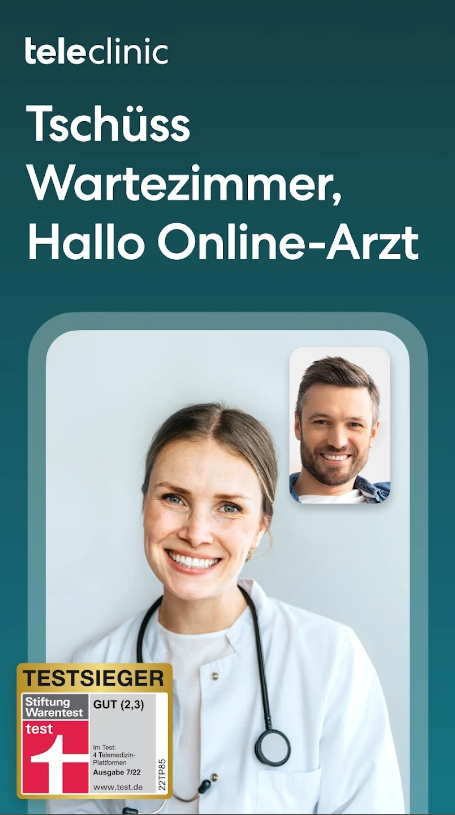 teleclinic
Tschüss
Wartezimmer,
Hallo Online-Arzt
TESTSIEGER
Stiftung
Warentest
test
GUT (2,3)
Im Test:
4 Telemedizin-
Plattformen
Ausgabe 7/22
www.test.de
22TP85